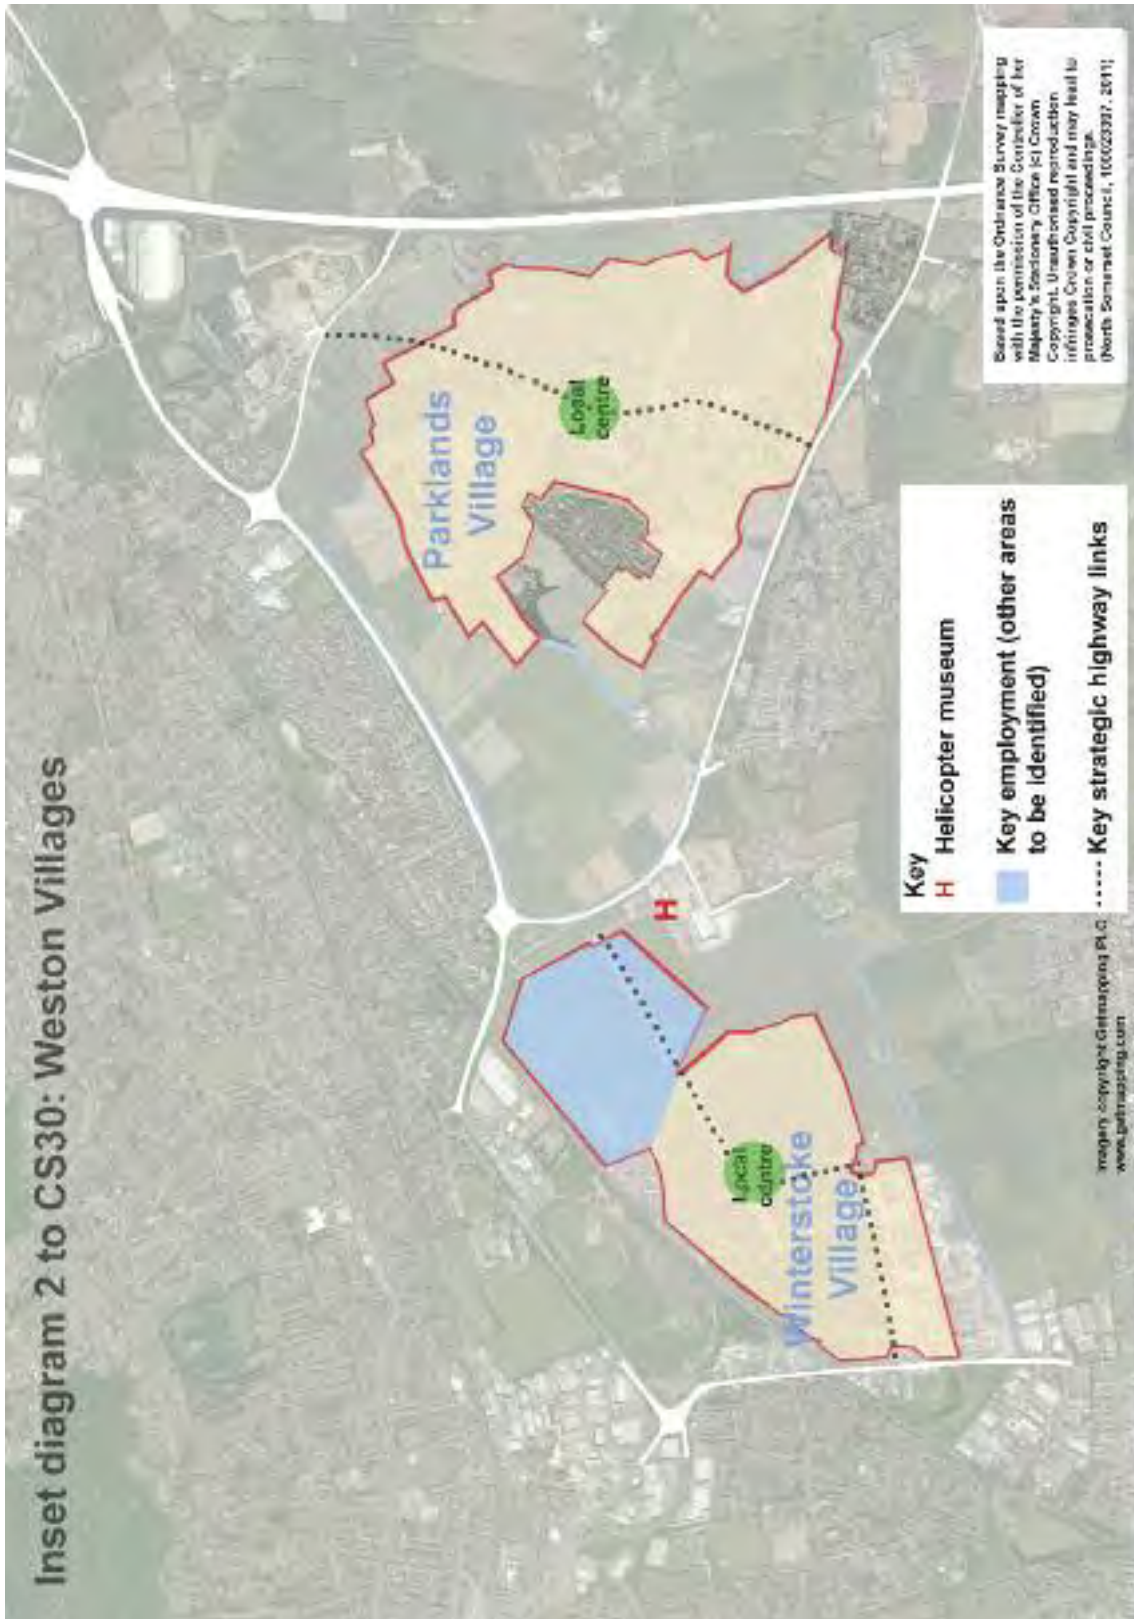 Inset diagram 2 to CS30: Weston Villages
Parklands
Village
Local
centre
H
Local
centre
Winterstoke
Village
Key
H Helicopter museum
Key employment (other areas
to be identified)
Key strategic highway links
Imagery copyright Getmapping PLC
www.getmapping.com
Based upon the Ordnance Survey mapping
with the permission of the Controller of her
Majesty's Stationery Office (c) Crown
Copyright. Unauthorised reproduction
infringes Crown Copyright and may lead to
prosecution or civil proceedings.
(North Somerset Council, 100023397, 2011)